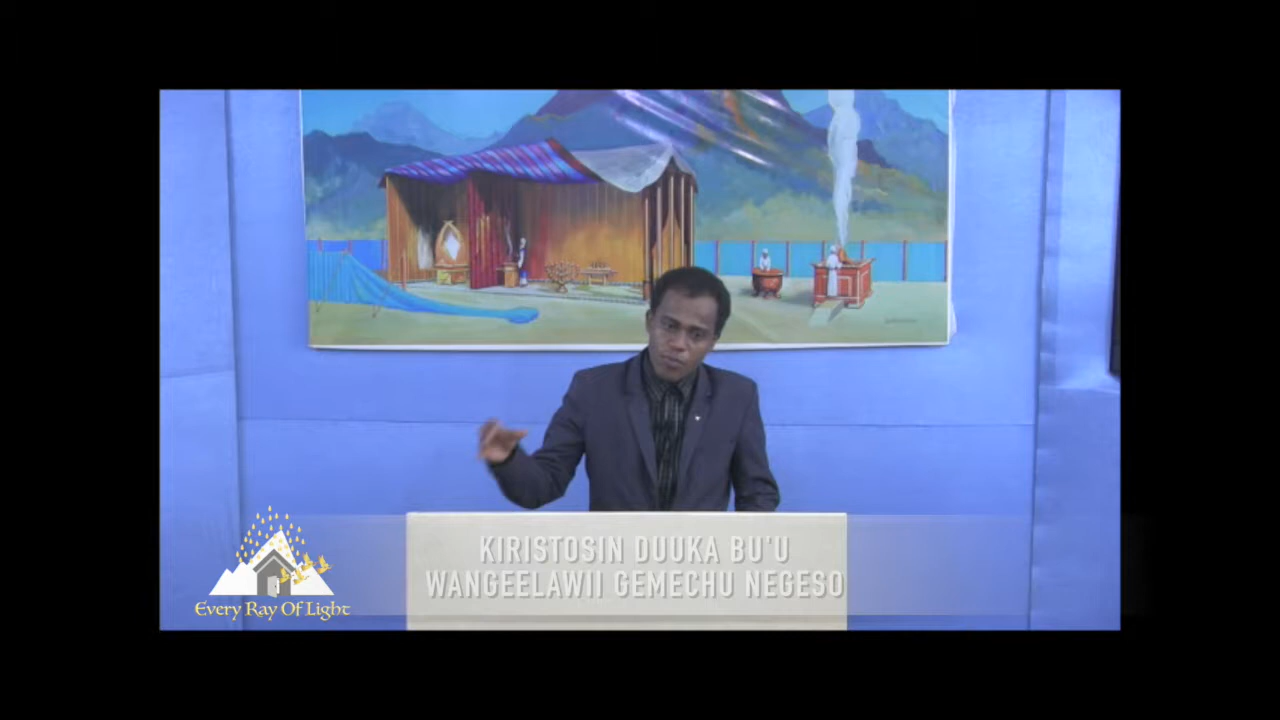 KIRISTOSIN DUUKA BU'U
WANGEELAWII GEMECHU NEGESO
Every Ray Of Light